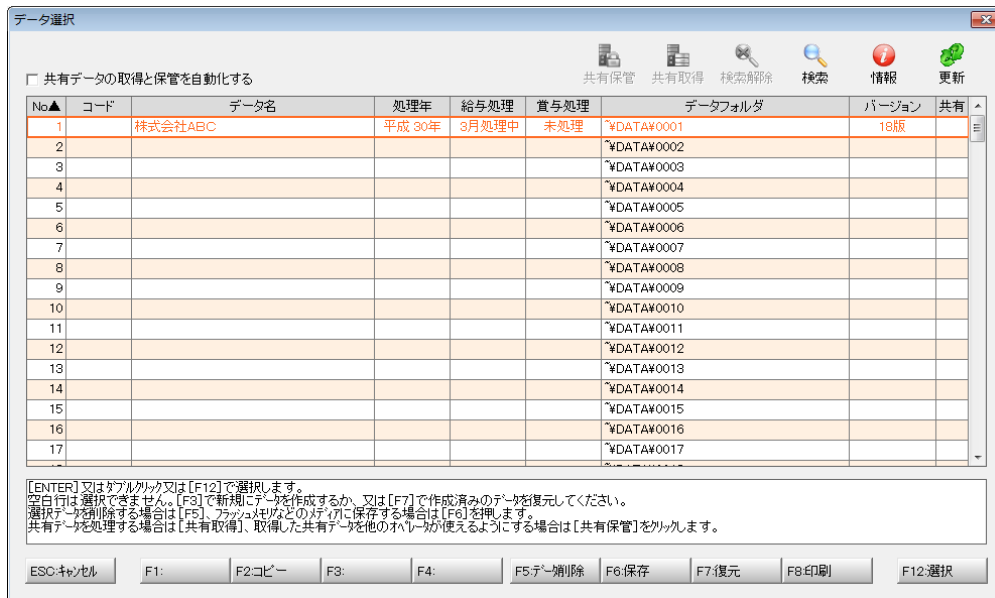 データ選択
共有データの取得と保管を自動化する
共有保管 共有取得 検索解除 検索 情報 更新
No▲ コード データ名 処理年 給与処理 賞与処理 データフォルダ バージョン 共有
1 株式会社ABC 平成 30年 3月処理中 未処理 ~¥DATA¥0001 18版
2 ~¥DATA¥0002
3 ~¥DATA¥0003
4 ~¥DATA¥0004
5 ~¥DATA¥0005
6 ~¥DATA¥0006
7 ~¥DATA¥0007
8 ~¥DATA¥0008
9 ~¥DATA¥0009
10 ~¥DATA¥0010
11 ~¥DATA¥0011
12 ~¥DATA¥0012
13 ~¥DATA¥0013
14 ~¥DATA¥0014
15 ~¥DATA¥0015
16 ~¥DATA¥0016
17 ~¥DATA¥0017
[ENTER]又はダブルクリック又は[F12]で選択します。
空白行は選択できません。[F3]で新規にデータを作成するか、又は[F7]で作成済みのデータを復元してください。
選択データを削除する場合は[F5]、フラッシュメモリなどのメディアに保存する場合は[F6]を押します。
共有データを処理する場合は[共有取得]、取得した共有データを他のオペレータが使えるようにする場合は[共有保管]をクリックします。
ESC:キャンセル F1: F2:コピー F3: F4: F5:データ削除 F6:保存 F7:復元 F8:印刷 F12:選択